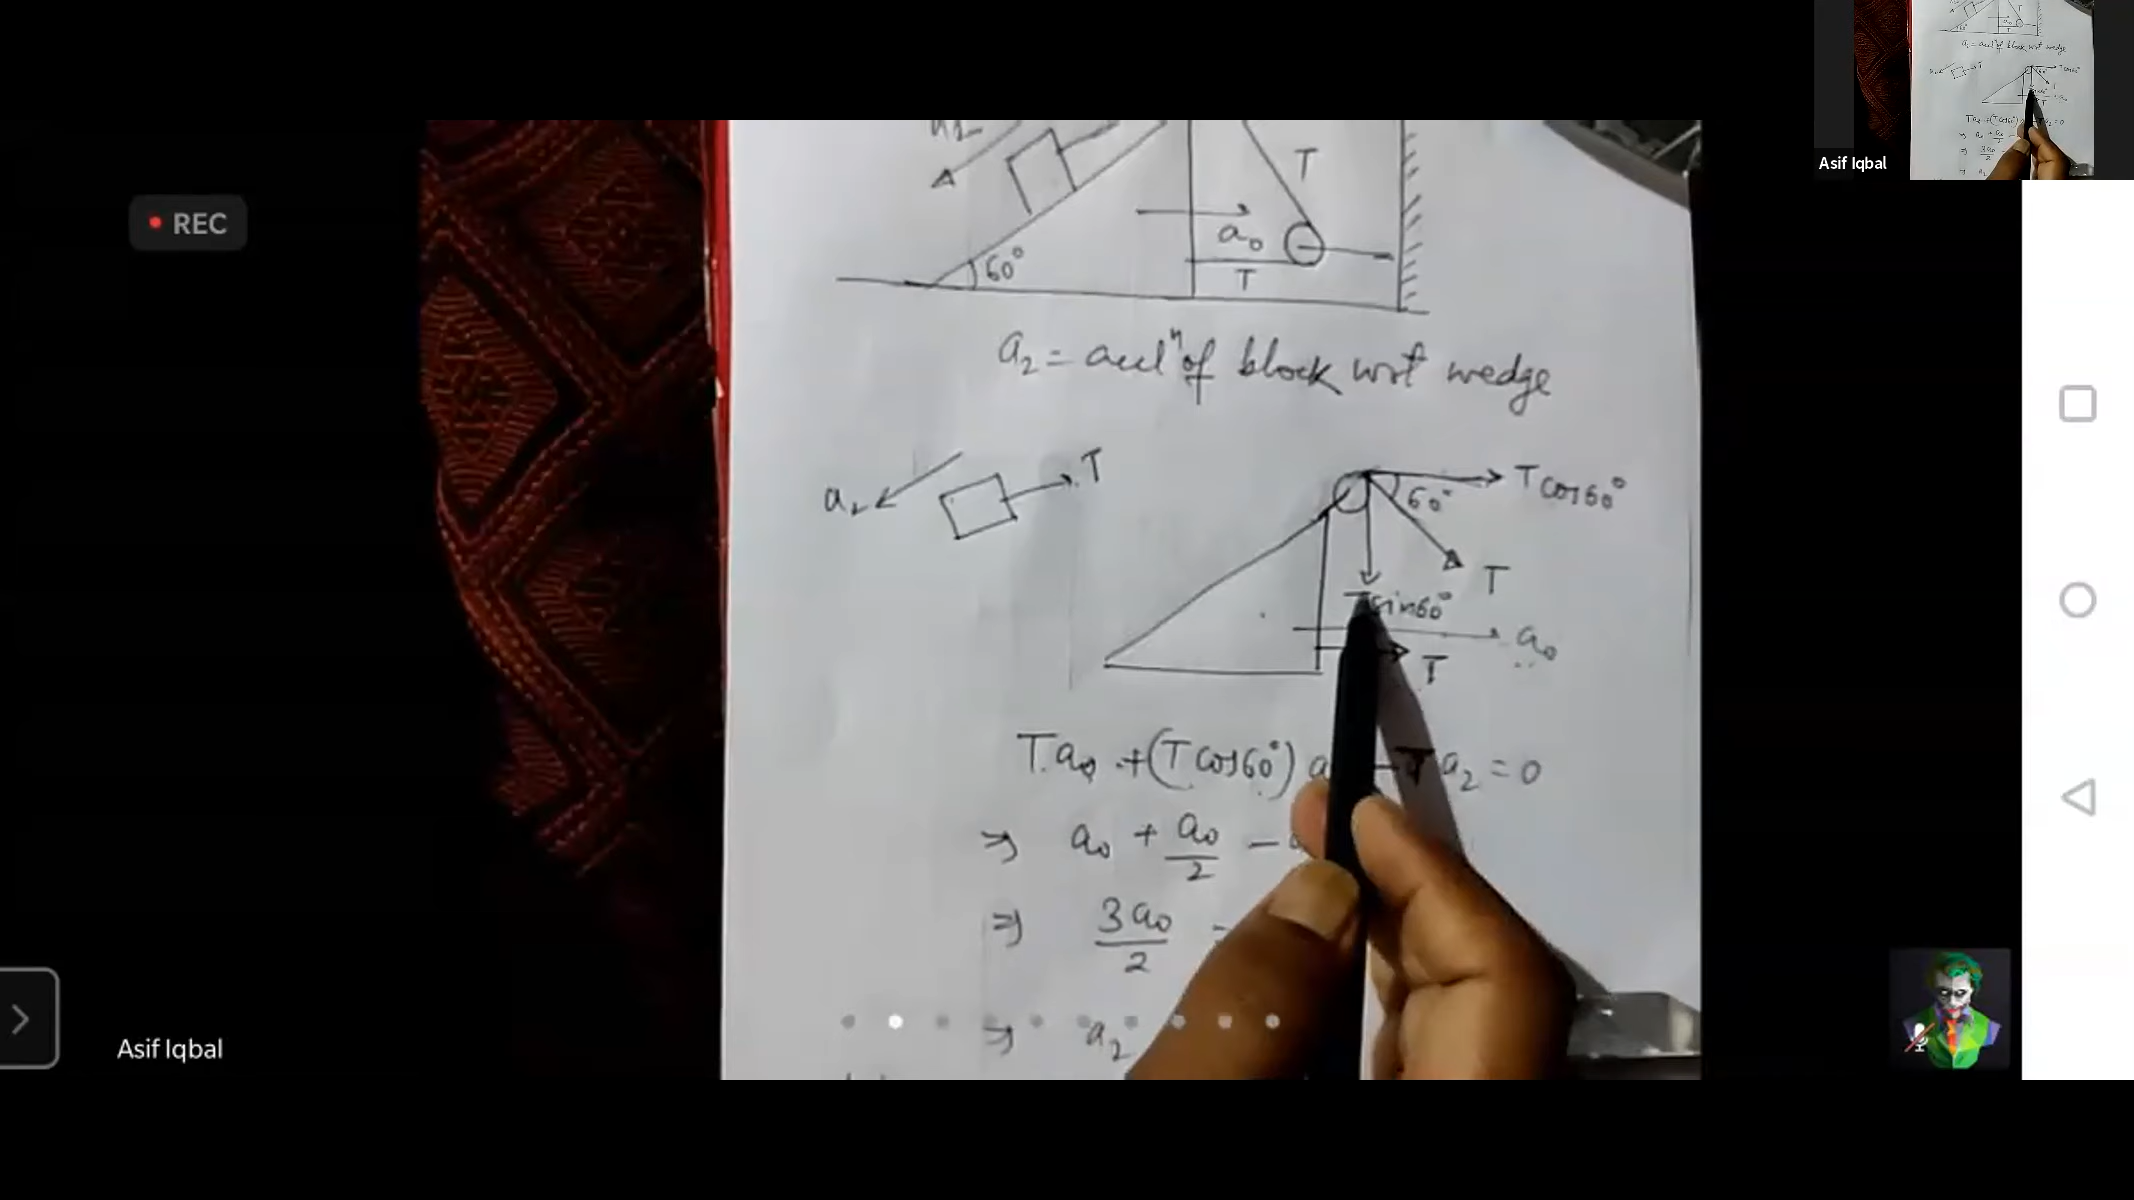 REC
T
a₀
60°
T
a₂ = accⁿ of block wrt wedge
a₂ T
T cos60°
60°
T
T sin60°
a₀
T
T.a₀ + (T cos60°) a - T a₂ = 0
⇒ a₀ + a₀/2 -
⇒ 3a₀/2 -
⇒ a₂
Asif Iqbal
Asif Iqbal